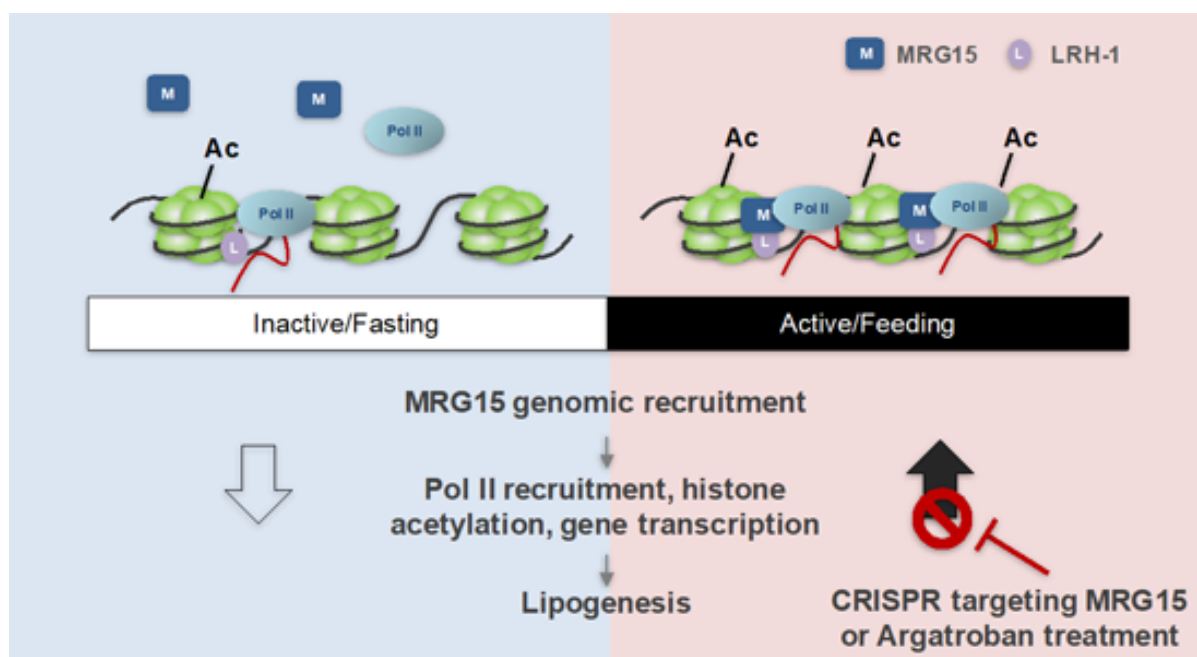 M MRG15 L LRH-1
M
M
Pol II
Ac
Pol II
L
Ac
Ac
Ac
M
Pol II
M
Pol II
L
L
Inactive/Fasting
Active/Feeding
MRG15 genomic recruitment
Pol II recruitment, histone
acetylation, gene transcription
Lipogenesis
CRISPR targeting MRG15
or Argatroban treatment